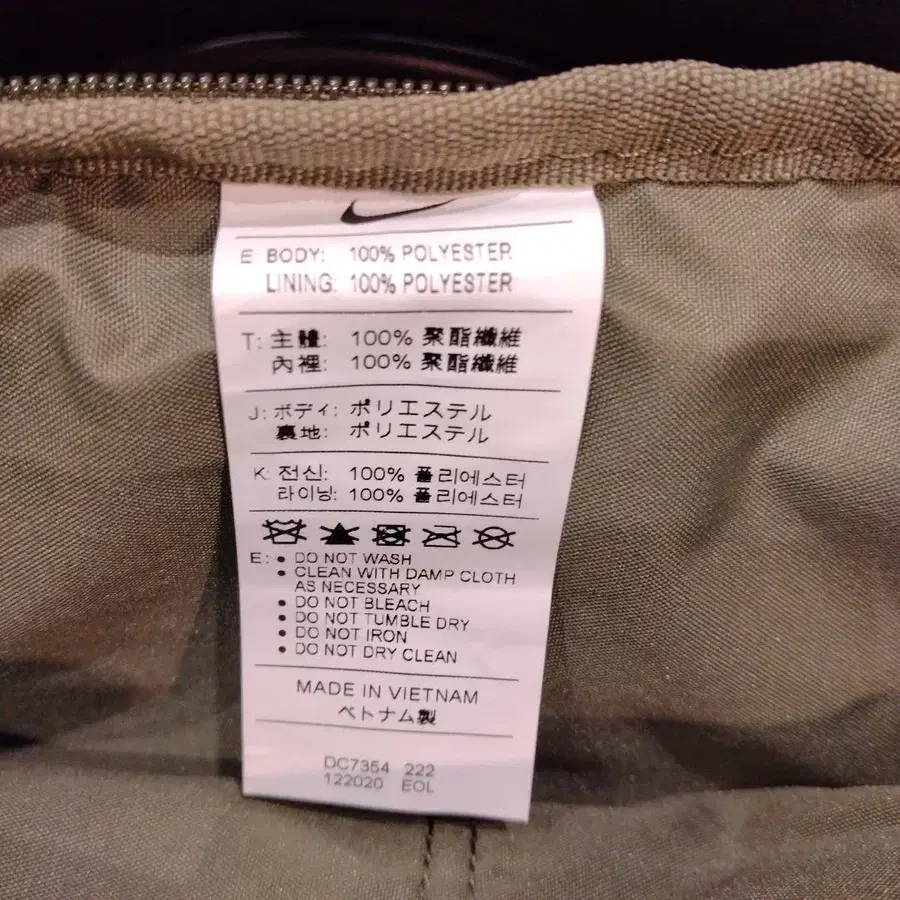 E: BODY: 100% POLYESTER
LINING: 100% POLYESTER
T: 主體: 100% 聚酯纖維
內裡: 100% 聚酯纖維
J: ボディ: ポリエステル
裏地: ポリエステル
K: 전신: 100% 폴리에스터
라이닝: 100% 폴리에스터
E: • DO NOT WASH
• CLEAN WITH DAMP CLOTH
AS NECESSARY
• DO NOT BLEACH
• DO NOT TUMBLE DRY
• DO NOT IRON
• DO NOT DRY CLEAN
MADE IN VIETNAM
ベトナム製
DC7354 222
122020 EOL